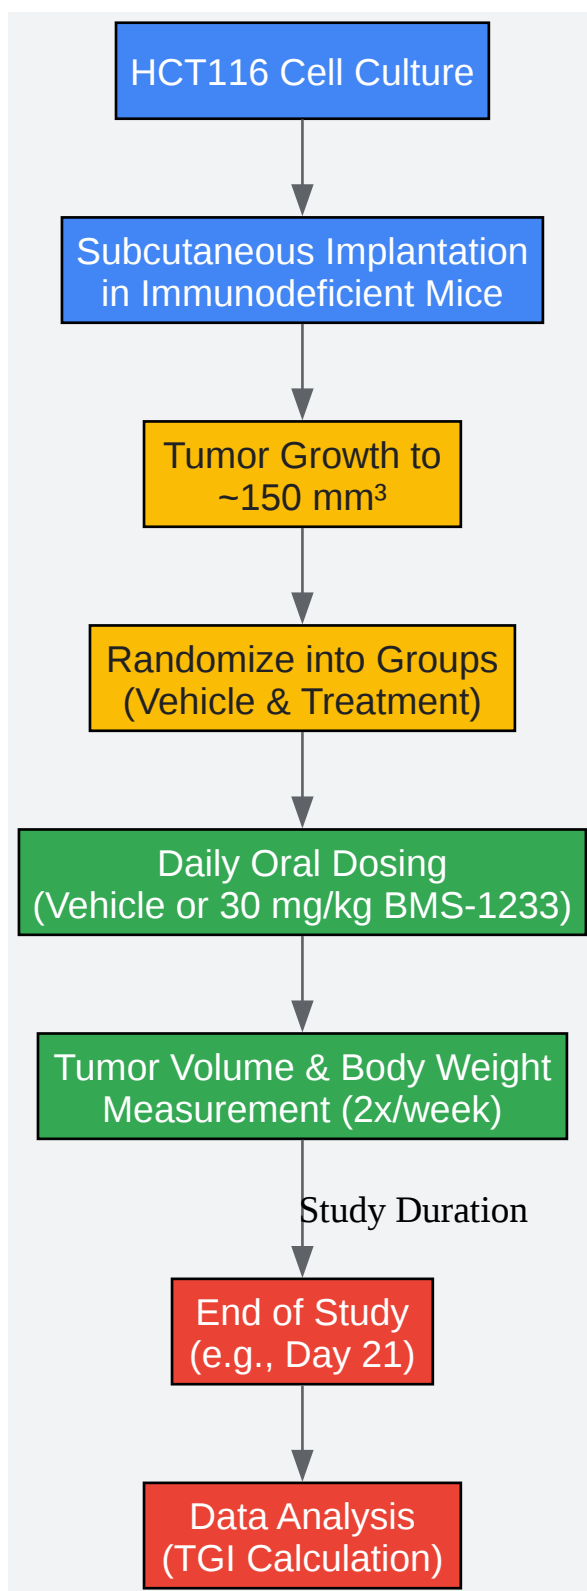 HCT116 Cell Culture
Subcutaneous Implantation
in Immunodeficient Mice
Tumor Growth to
~150 mm³
Randomize into Groups
(Vehicle & Treatment)
Daily Oral Dosing
(Vehicle or 30 mg/kg BMS-1233)
Tumor Volume & Body Weight
Measurement (2x/week)
Study Duration
End of Study
(e.g., Day 21)
Data Analysis
(TGI Calculation)